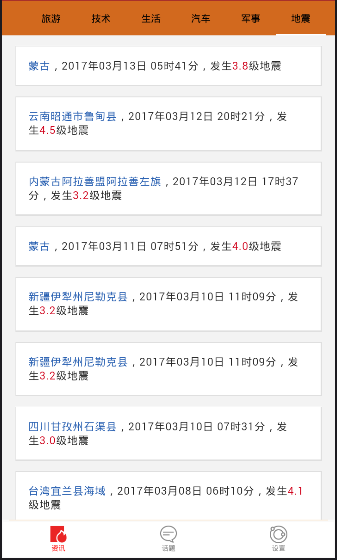 旅游 技术 生活 汽车 军事 地震
蒙古，2017年03月13日 05时41分，发生3.8级地震
云南昭通市鲁甸县，2017年03月12日 20时21分，发
生4.5级地震
内蒙古阿拉善盟阿拉善左旗，2017年03月12日 17时37
分，发生3.2级地震
蒙古，2017年03月11日 07时51分，发生4.0级地震
新疆伊犁州尼勒克县，2017年03月10日 11时09分，发
生3.2级地震
新疆伊犁州尼勒克县，2017年03月10日 11时09分，发
生3.2级地震
四川甘孜州石渠县，2017年03月10日 07时31分，发
生3.0级地震
台湾宜兰县海域，2017年03月08日 06时10分，发生4.1
级地震
资讯 话题 设置